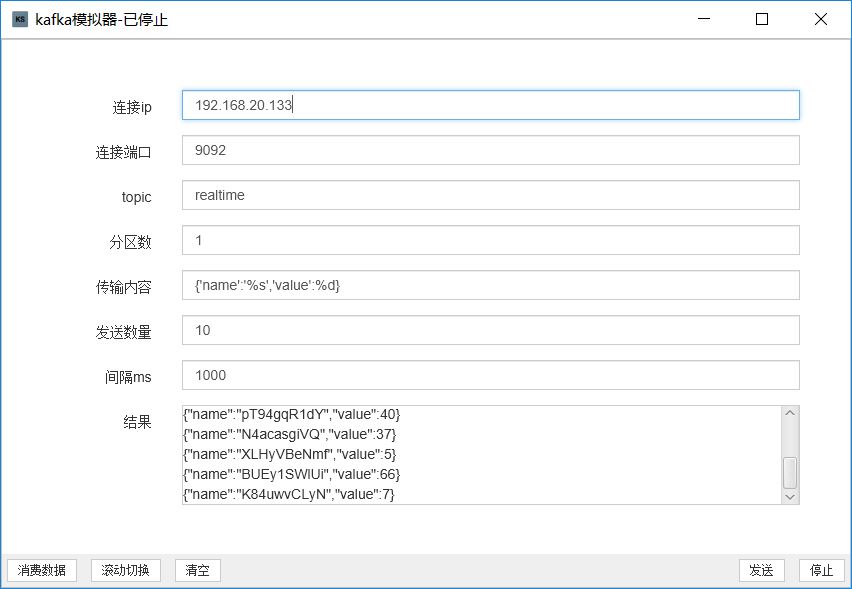 KS kafka模拟器-已停止
连接ip 192.168.20.133
连接端口 9092
topic realtime
分区数 1
传输内容 {'name':'%s','value':%d}
发送数量 10
间隔ms 1000
结果 {"name":"pT94gqR1dY","value":40}
{"name":"N4acasgiVQ","value":37}
{"name":"XLHyVBeNmf","value":5}
{"name":"BUEy1SWlUi","value":66}
{"name":"K84uwvCLyN","value":7}
消费数据 滚动切换 清空 发送 停止